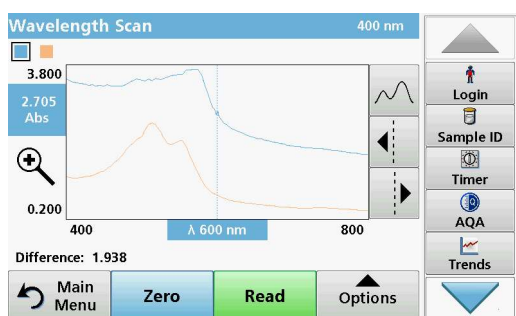 Wavelength Scan
400 nm
3.800
2.705
Abs
0.200
400
λ 600 nm
800
Difference: 1.938
Main
Menu
Zero
Read
Options
Login
Sample ID
Timer
AQA
Trends